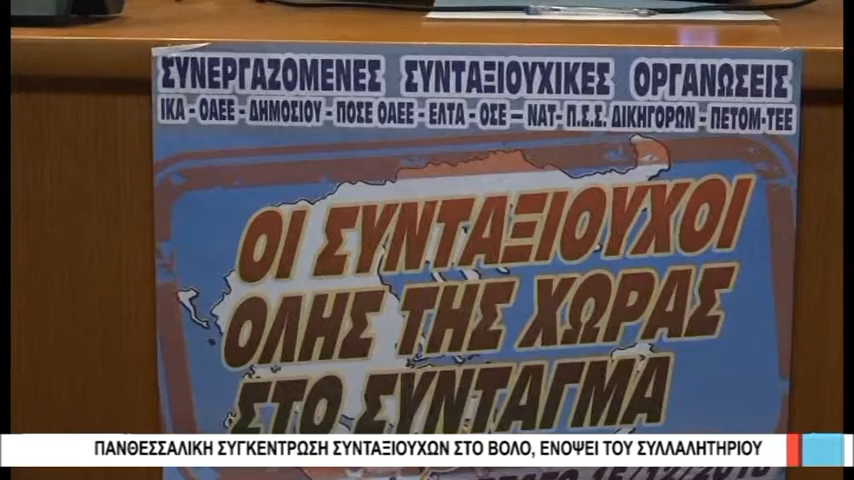 ΣΥΝΕΡΓΑΖΟΜΕΝΕΣ ΣΥΝΤΑΞΙΟΥΧΙΚΕΣ ΟΡΓΑΝΩΣΕΙΣ
ΙΚΑ - ΟΑΕΕ - ΔΗΜΟΣΙΟΥ - ΠΟΣΕ ΟΑΕΕ - ΕΛΤΑ - ΟΣΕ - ΝΑΤ - Π.Σ.Σ. ΔΙΚΗΓΟΡΩΝ - ΠΕΤΟΜ-ΤΕΕ
ΟΙ ΣΥΝΤΑΞΙΟΥΧΟΙ
ΟΛΗΣ ΤΗΣ ΧΩΡΑΣ
ΣΤΟ ΣΥΝΤΑΓΜΑ
ΠΑΝΘΕΣΣΑΛΙΚΗ ΣΥΓΚΕΝΤΡΩΣΗ ΣΥΝΤΑΞΙΟΥΧΩΝ ΣΤΟ ΒΟΛΟ, ΕΝΟΨΕΙ ΤΟΥ ΣΥΛΛΑΛΗΤΗΡΙΟΥ